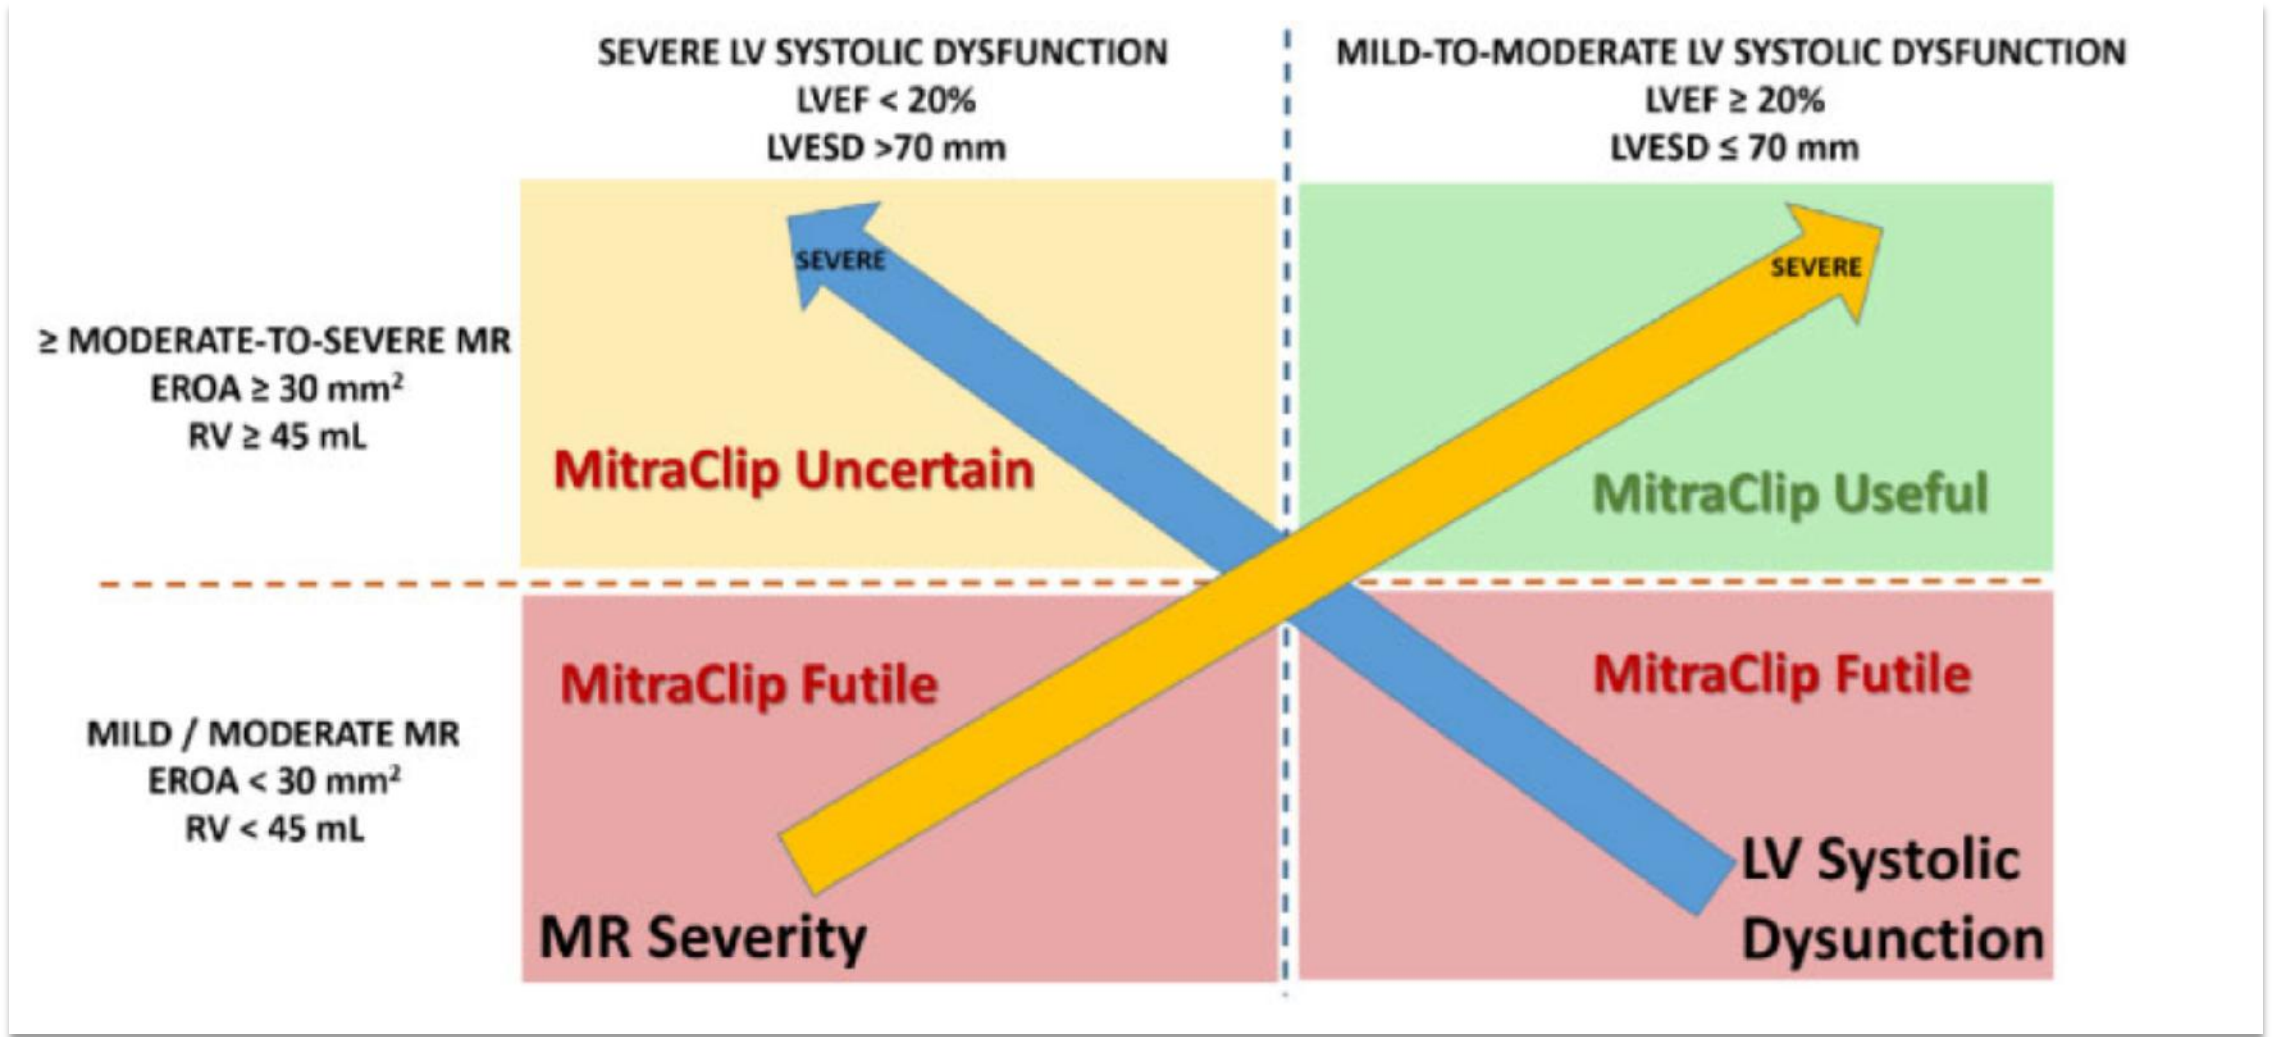 SEVERE LV SYSTOLIC DYSFUNCTION
LVEF < 20%
LVESD >70 mm
MILD-TO-MODERATE LV SYSTOLIC DYSFUNCTION
LVEF ≥ 20%
LVESD ≤ 70 mm
SEVERE
SEVERE
≥ MODERATE-TO-SEVERE MR
EROA ≥ 30 mm²
RV ≥ 45 mL
MitraClip Uncertain
MitraClip Useful
MitraClip Futile
MitraClip Futile
MILD / MODERATE MR
EROA < 30 mm²
RV < 45 mL
MR Severity
LV Systolic
Dysunction